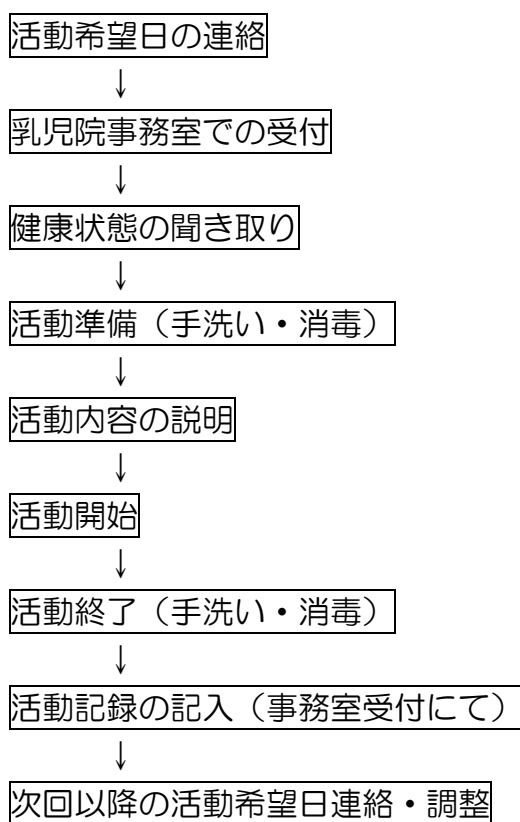 活動希望日の連絡
↓
乳児院事務室での受付
↓
健康状態の聞き取り
↓
活動準備（手洗い・消毒）
↓
活動内容の説明
↓
活動開始
↓
活動終了（手洗い・消毒）
↓
活動記録の記入（事務室受付にて）
↓
次回以降の活動希望日連絡・調整